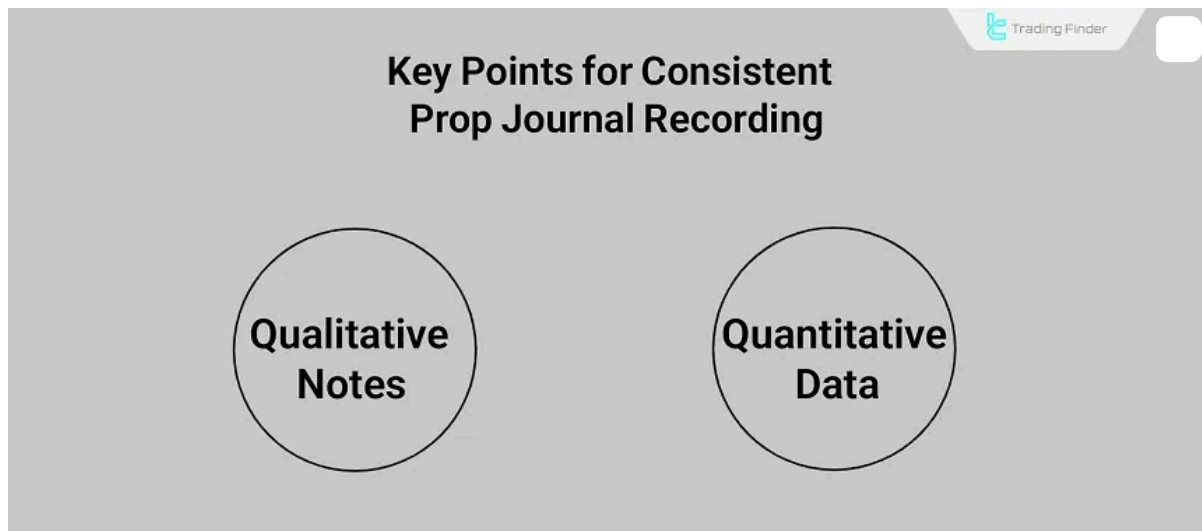 Trading Finder
Key Points for Consistent
Prop Journal Recording
Qualitative
Notes
Quantitative
Data